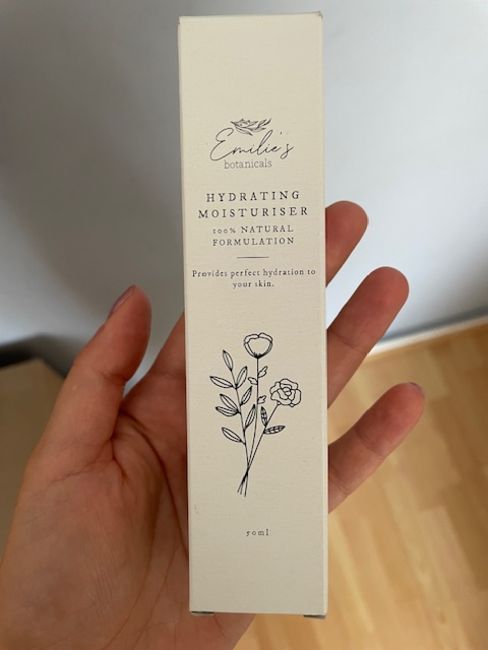 Emilie's
botanicals
HYDRATING
MOISTURISER
100% NATURAL
FORMULATION
Provides perfect hydration to
your skin.
50ml